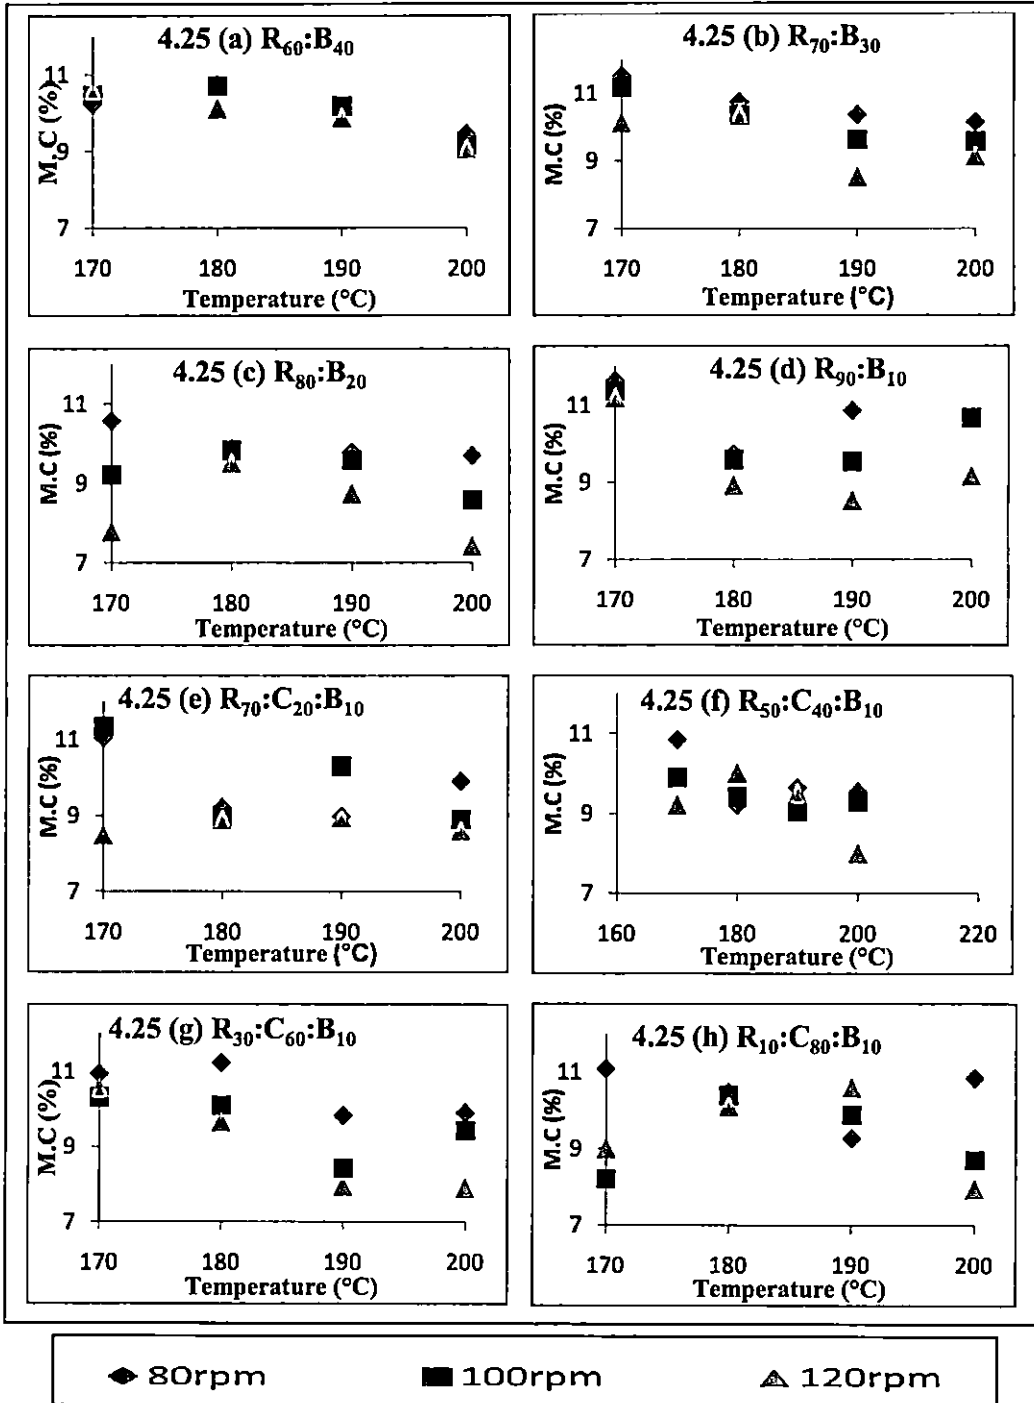 4.25 (a) R60:B40
M.C (%)
11
9
7
170 180 190 200
Temperature (°C)
4.25 (b) R70:B30
M.C (%)
11
9
7
170 180 190 200
Temperature (°C)
4.25 (c) R80:B20
M.C (%)
11
9
7
170 180 190 200
Temperature (°C)
4.25 (d) R90:B10
M.C (%)
11
9
7
170 180 190 200
Temperature (°C)
4.25 (e) R70:C20:B10
M.C (%)
11
9
7
170 180 190 200
Temperature (°C)
4.25 (f) R50:C40:B10
M.C (%)
11
9
7
160 180 200 220
Temperature (°C)
4.25 (g) R30:C60:B10
M.C (%)
11
9
7
170 180 190 200
Temperature (°C)
4.25 (h) R10:C80:B10
M.C (%)
11
9
7
170 180 190 200
Temperature (°C)
80rpm 100rpm 120rpm